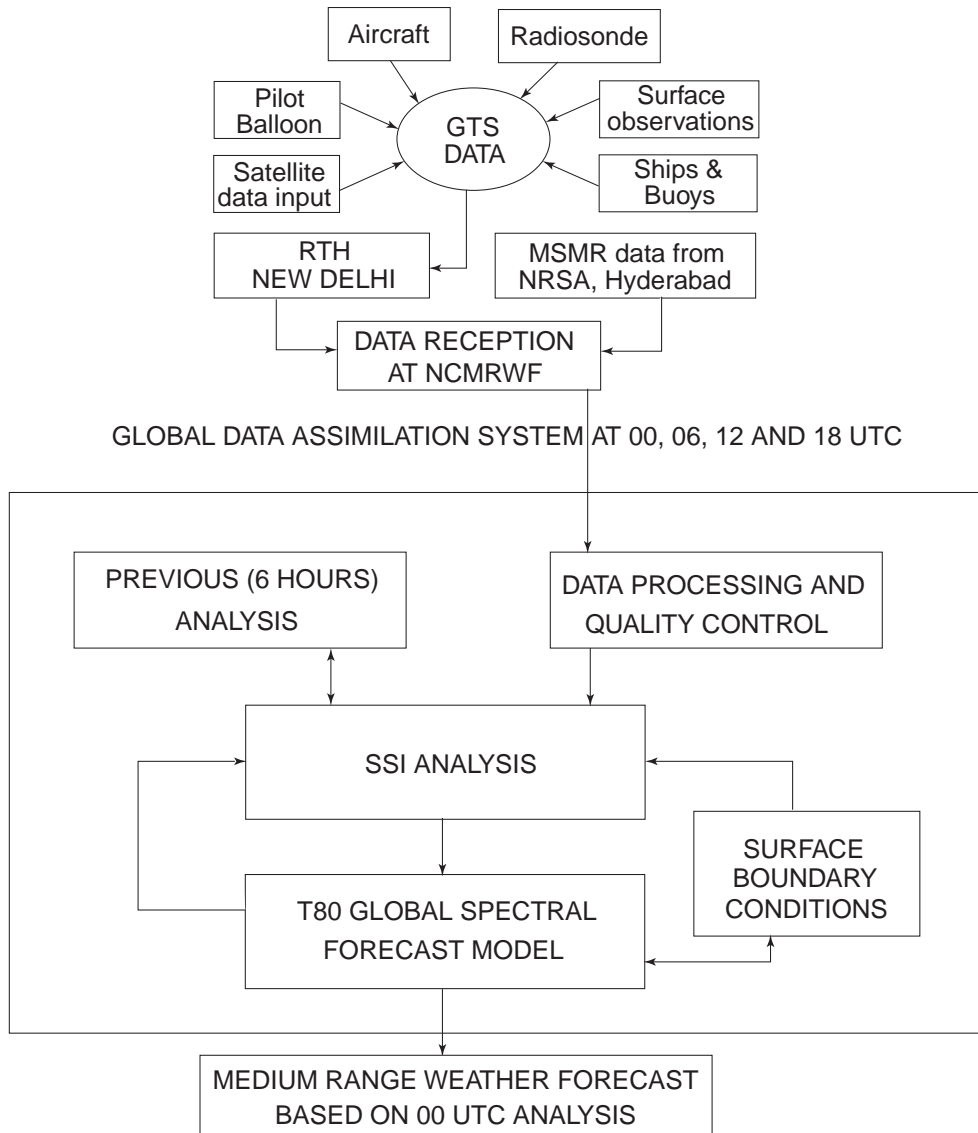 Aircraft
Radiosonde
Pilot
Balloon
GTS
DATA
Surface
observations
Satellite
data input
Ships &
Buoys
RTH
NEW DELHI
MSMR data from
NRSA, Hyderabad
DATA RECEPTION
AT NCMRWF
GLOBAL DATA ASSIMILATION SYSTEM AT 00, 06, 12 AND 18 UTC
PREVIOUS (6 HOURS)
ANALYSIS
DATA PROCESSING AND
QUALITY CONTROL
SSI ANALYSIS
SURFACE
BOUNDARY
CONDITIONS
T80 GLOBAL SPECTRAL
FORECAST MODEL
MEDIUM RANGE WEATHER FORECAST
BASED ON 00 UTC ANALYSIS